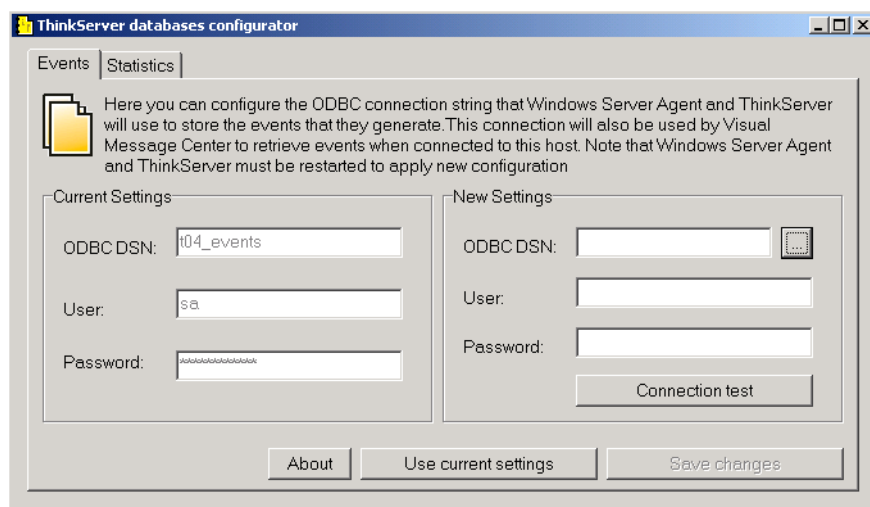 ThinkServer databases configurator
Events
Statistics
Here you can configure the ODBC connection string that Windows Server Agent and ThinkServer
will use to store the events that they generate.This connection will also be used by Visual
Message Center to retrieve events when connected to this host. Note that Windows Server Agent
and ThinkServer must be restarted to apply new configuration
Current Settings
ODBC DSN:
t04_events
User:
sa
Password:
************
New Settings
ODBC DSN:
...
User:
Password:
Connection test
About
Use current settings
Save changes